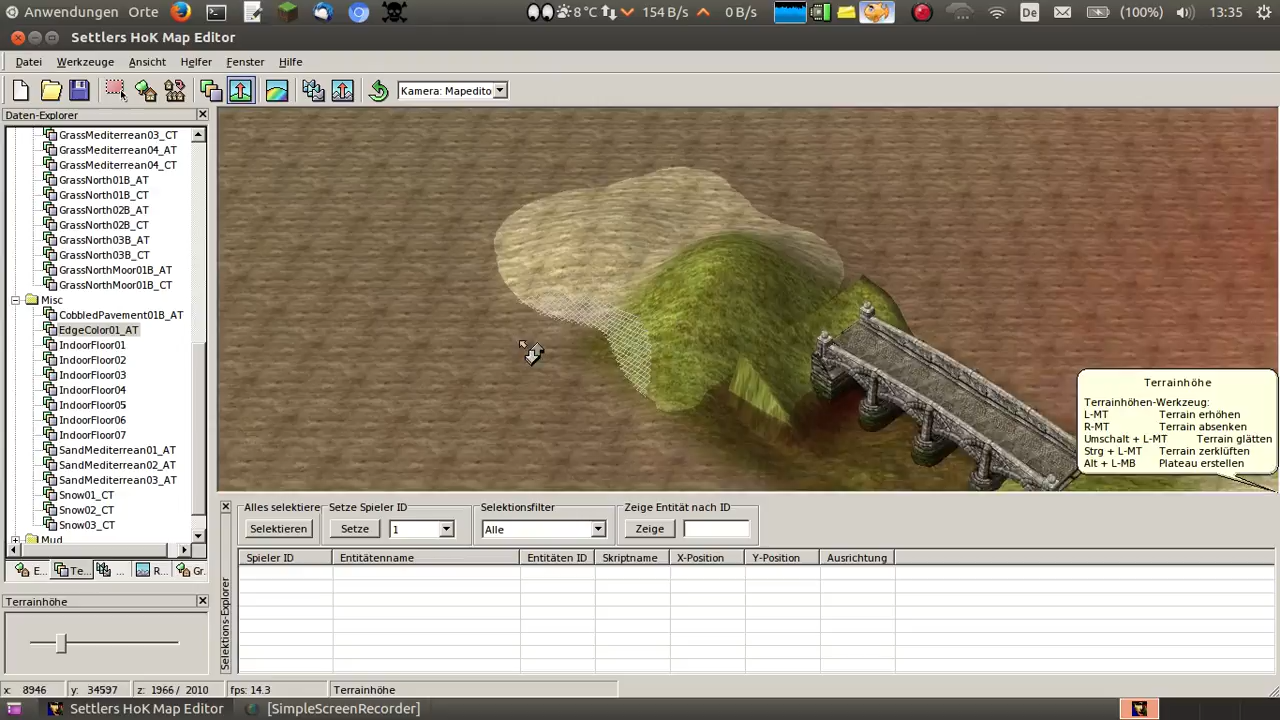 Anwendungen Orte 8 °C 154 B/s 0 B/s De (100%) 13:35
Settlers HoK Map Editor
Datei Werkzeuge Ansicht Helfer Fenster Hilfe
Kamera: Mapedito
Daten-Explorer
GrassMediterrean03_CT
GrassMediterrean04_AT
GrassMediterrean04_CT
GrassNorth01B_AT
GrassNorth01B_CT
GrassNorth02B_AT
GrassNorth02B_CT
GrassNorth03B_AT
GrassNorth03B_CT
GrassNorthMoor01B_AT
GrassNorthMoor01B_CT
Misc
CobbledPavement01B_AT
EdgeColor01_AT
IndoorFloor01
IndoorFloor02
IndoorFloor03
IndoorFloor04
IndoorFloor05
IndoorFloor06
IndoorFloor07
SandMediterrean01_AT
SandMediterrean02_AT
SandMediterrean03_AT
Snow01_CT
Snow02_CT
Snow03_CT
Mud
E... Te... ... R... Gr.
Terrainhöhe
Terrainhöhe
Terrainhöhen-Werkzeug:
L-MT Terrain erhöhen
R-MT Terrain absenken
Umschalt + L-MT Terrain glätten
Strg + L-MT Terrain zerklüften
Alt + L-MB Plateau erstellen
Selektions-Explorer
Alles selektiere Setze Spieler ID Selektionsfilter Zeige Entität nach ID
Selektieren Setze 1 Alle Zeige
Spieler ID Entitätenname Entitäten ID Skriptname X-Position Y-Position Ausrichtung
x: 8946 y: 34597 z: 1966 / 2010 fps: 14.3 Terrainhöhe
Settlers HoK Map Editor [SimpleScreenRecorder]